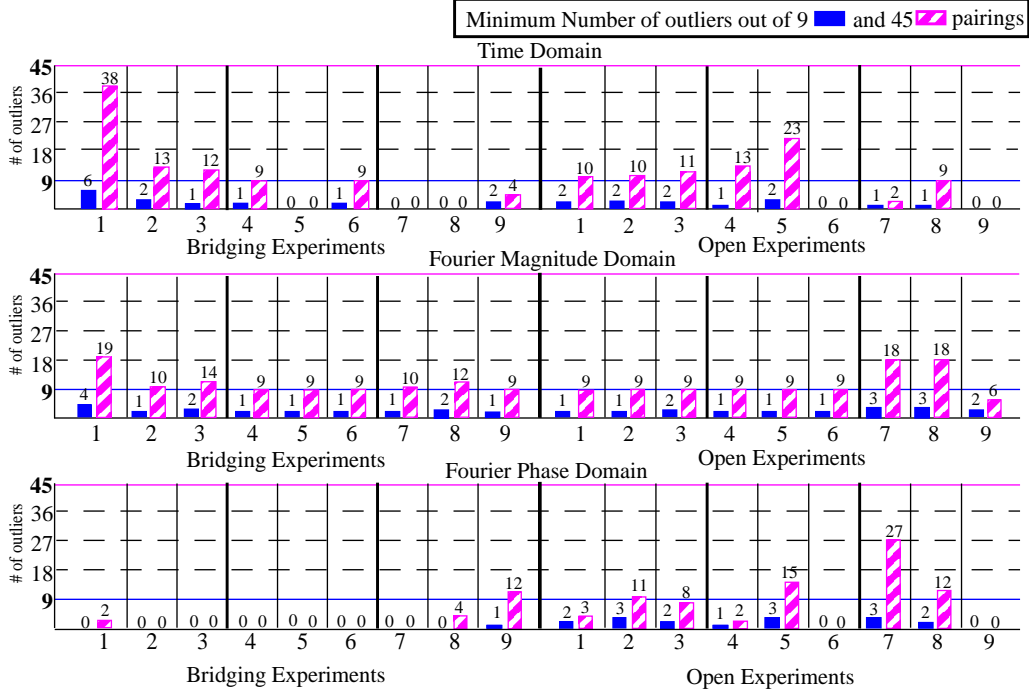 Minimum Number of outliers out of 9 and 45 pairings
Time Domain
# of outliers
45
36
27
18
9
6 38 2 13 1 12 1 9 0 0 1 9 0 0 0 0 2 4 2 10 2 10 2 11 1 13 2 23 0 0 1 2 1 9 0 0
1 2 3 4 5 6 7 8 9 1 2 3 4 5 6 7 8 9
Bridging Experiments Open Experiments
Fourier Magnitude Domain
# of outliers
45
36
27
18
9
4 19 1 10 2 14 1 9 1 9 1 9 1 10 2 12 1 9 1 9 1 9 2 9 1 9 1 9 1 9 3 18 3 18 2 6
1 2 3 4 5 6 7 8 9 1 2 3 4 5 6 7 8 9
Bridging Experiments Open Experiments
Fourier Phase Domain
# of outliers
45
36
27
18
9
0 2 0 0 0 0 0 0 0 0 0 0 0 0 0 4 1 12 2 3 3 11 2 8 1 2 3 15 0 0 3 27 2 12 0 0
1 2 3 4 5 6 7 8 9 1 2 3 4 5 6 7 8 9
Bridging Experiments Open Experiments